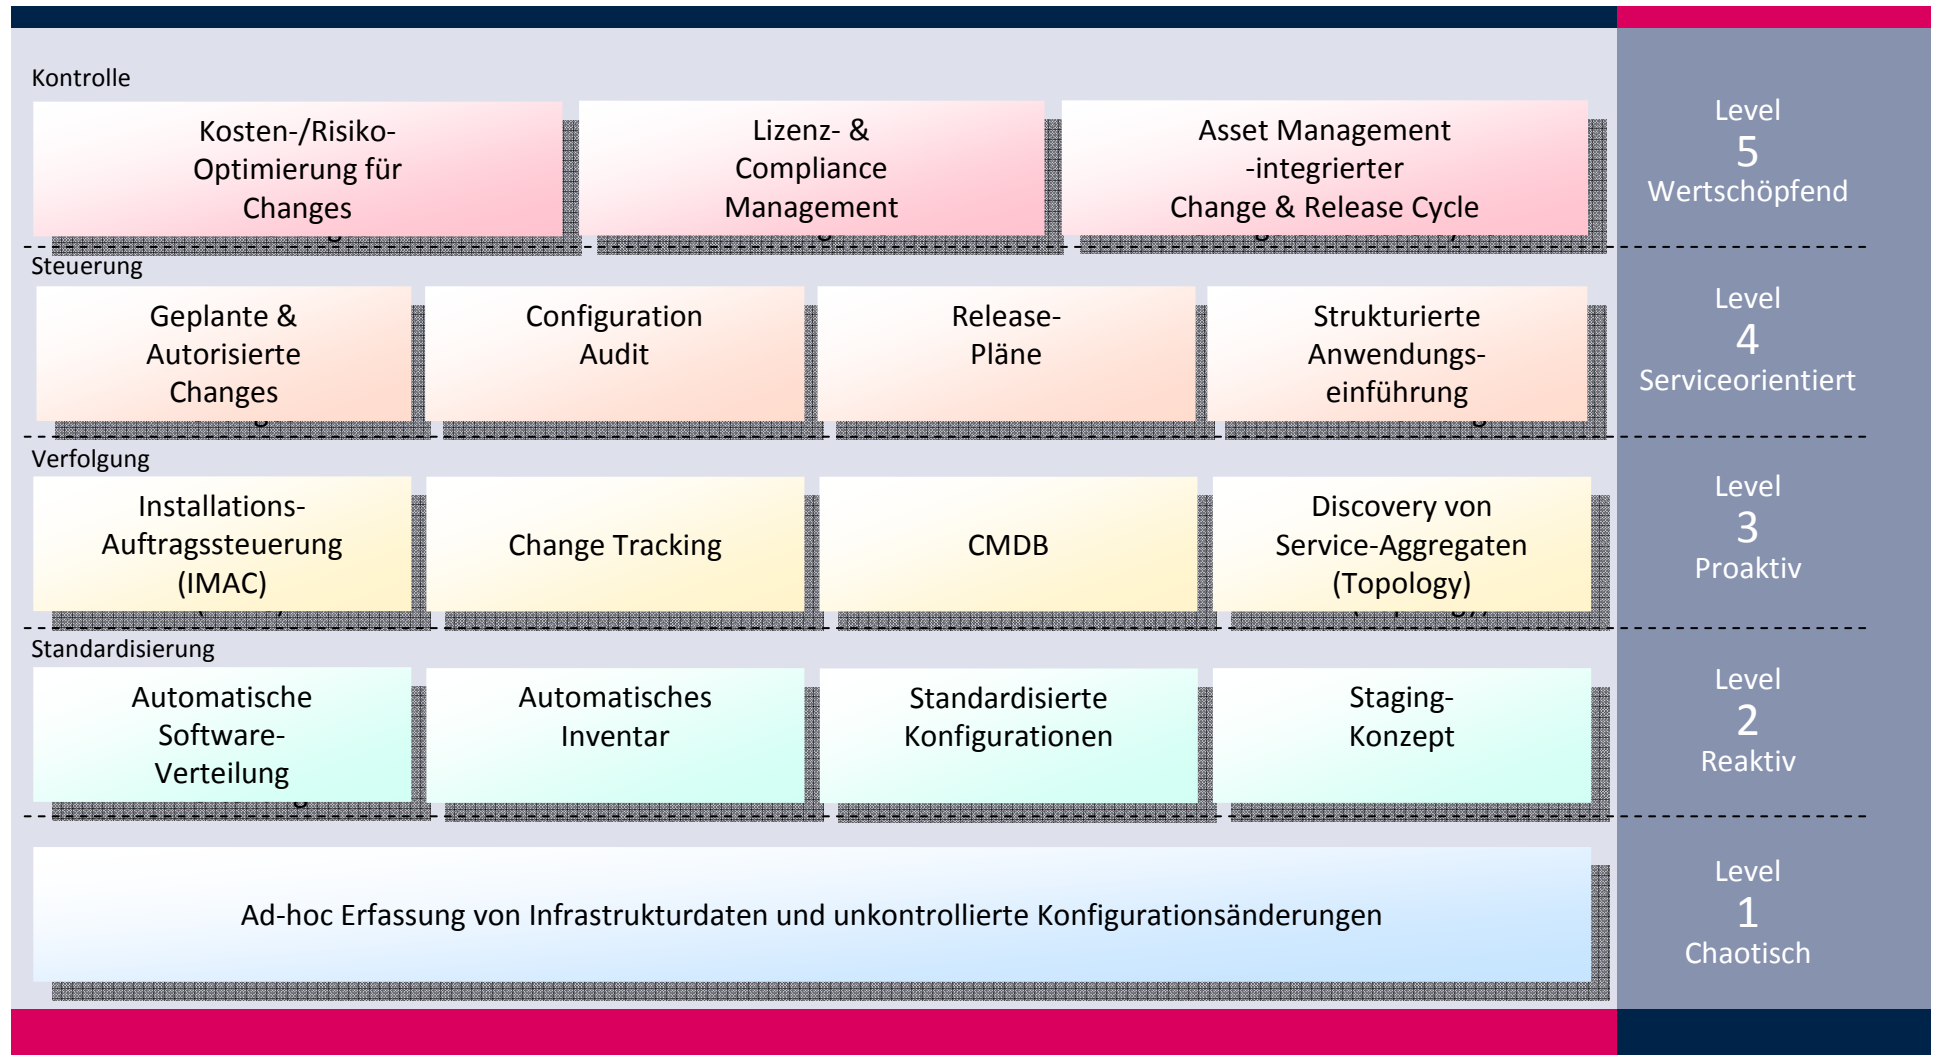 Kontrolle
Kosten-/Risiko-
Optimierung für
Changes
Lizenz- &
Compliance
Management
Asset Management
-integrierter
Change & Release Cycle
Level
5
Wertschöpfend
Steuerung
Geplante &
Autorisierte
Changes
Configuration
Audit
Release-
Pläne
Strukturierte
Anwendungs-
einführung
Level
4
Serviceorientiert
Verfolgung
Installations-
Auftragssteuerung
(IMAC)
Change Tracking
CMDB
Discovery von
Service-Aggregaten
(Topology)
Level
3
Proaktiv
Standardisierung
Automatische
Software-
Verteilung
Automatisches
Inventar
Standardisierte
Konfigurationen
Staging-
Konzept
Level
2
Reaktiv
Ad-hoc Erfassung von Infrastrukturdaten und unkontrollierte Konfigurationsänderungen
Level
1
Chaotisch